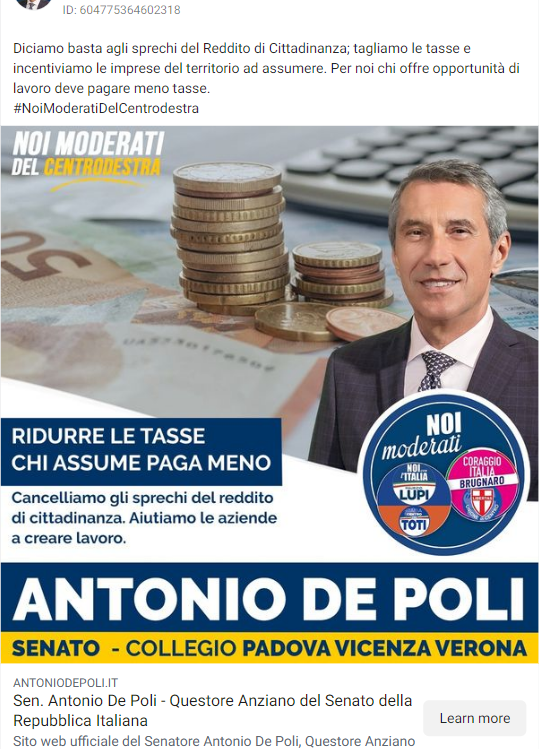 ID: 604775364602318
Diciamo basta agli sprechi del Reddito di Cittadinanza; tagliamo le tasse e
incentiviamo le imprese del territorio ad assumere. Per noi chi offre opportunità di
lavoro deve pagare meno tasse.
#NoiModeratiDelCentrodestra
NOI MODERATI
DEL CENTRODESTRA
RIDURRE LE TASSE
CHI ASSUME PAGA MENO
Cancelliamo gli sprechi del reddito
di cittadinanza. Aiutiamo le aziende
a creare lavoro.
NOI
moderati
NOI
L'ITALIA
LUPI
TOTI
CORAGGIO
ITALIA
BRUGNARO
LIBERTAS
ANTONIO DE POLI
SENATO - COLLEGIO PADOVA VICENZA VERONA
ANTONIODEPOLI.IT
Sen. Antonio De Poli - Questore Anziano del Senato della
Repubblica Italiana
Learn more
Sito web ufficiale del Senatore Antonio De Poli, Questore Anziano